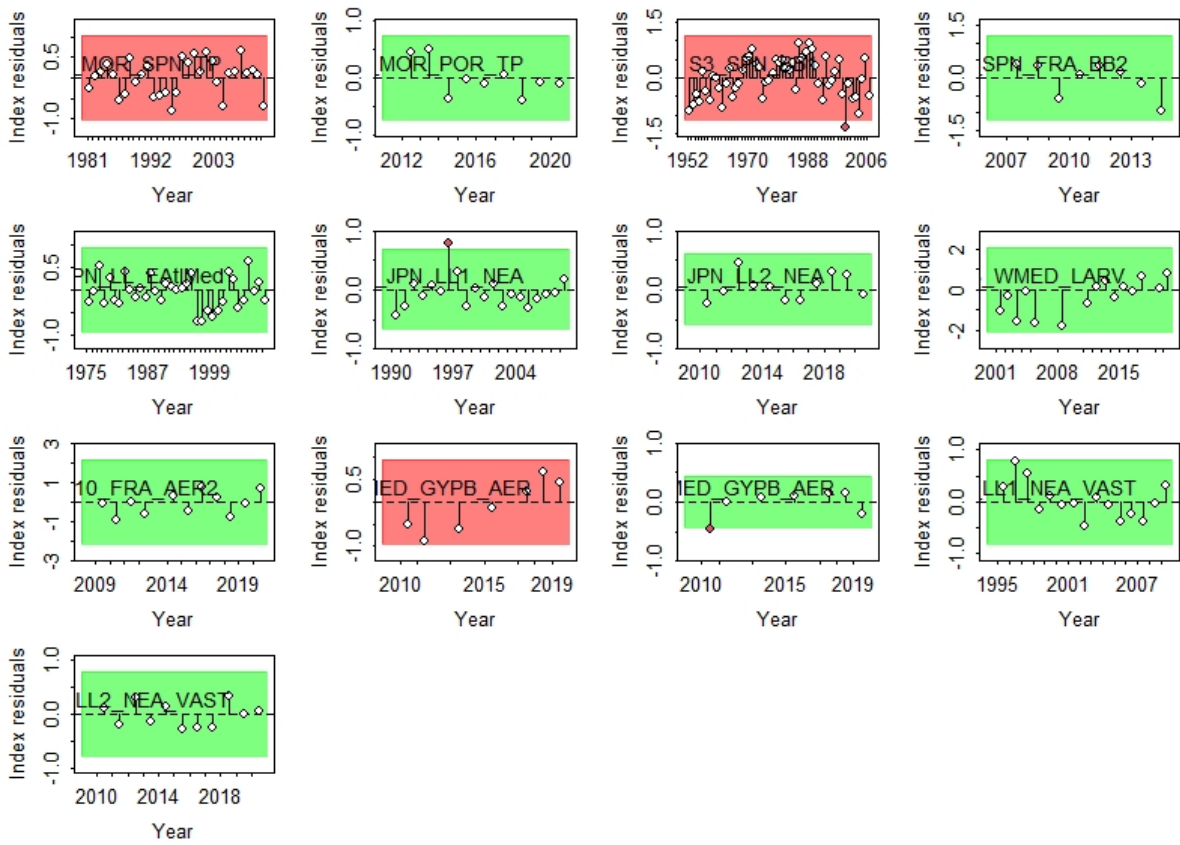 Index residuals
MOR_SPN_TP
0.5
-1.0
1981 1992 2003
Year
Index residuals
MOR_POR_TP
1.0
0.0
-1.0
2012 2016 2020
Year
Index residuals
S3_SPN_BB
1.5
0.0
-1.5
1952 1970 1988 2006
Year
Index residuals
SPN_FRA_BB2
1.5
0.0
-1.5
2007 2010 2013
Year
Index residuals
PN_LL_EAtlMed
0.5
-1.0
1975 1987 1999
Year
Index residuals
JPN_LL1_NEA
1.0
0.0
-1.0
1990 1997 2004
Year
Index residuals
JPN_LL2_NEA
1.0
0.0
-1.0
2010 2014 2018
Year
Index residuals
WMED_LARV
2
0
-2
2001 2008 2015
Year
Index residuals
10_FRA_AER2
3
1
-1
-3
2009 2014 2019
Year
Index residuals
IED_GYPB_AER
0.5
-1.0
2010 2015 2019
Year
Index residuals
IED_GYPB_AER
1.0
0.0
-1.0
2010 2015 2019
Year
Index residuals
LL1_NEA_VAST
1.0
0.0
-1.0
1995 2001 2007
Year
Index residuals
LL2_NEA_VAST
1.0
0.0
-1.0
2010 2014 2018
Year